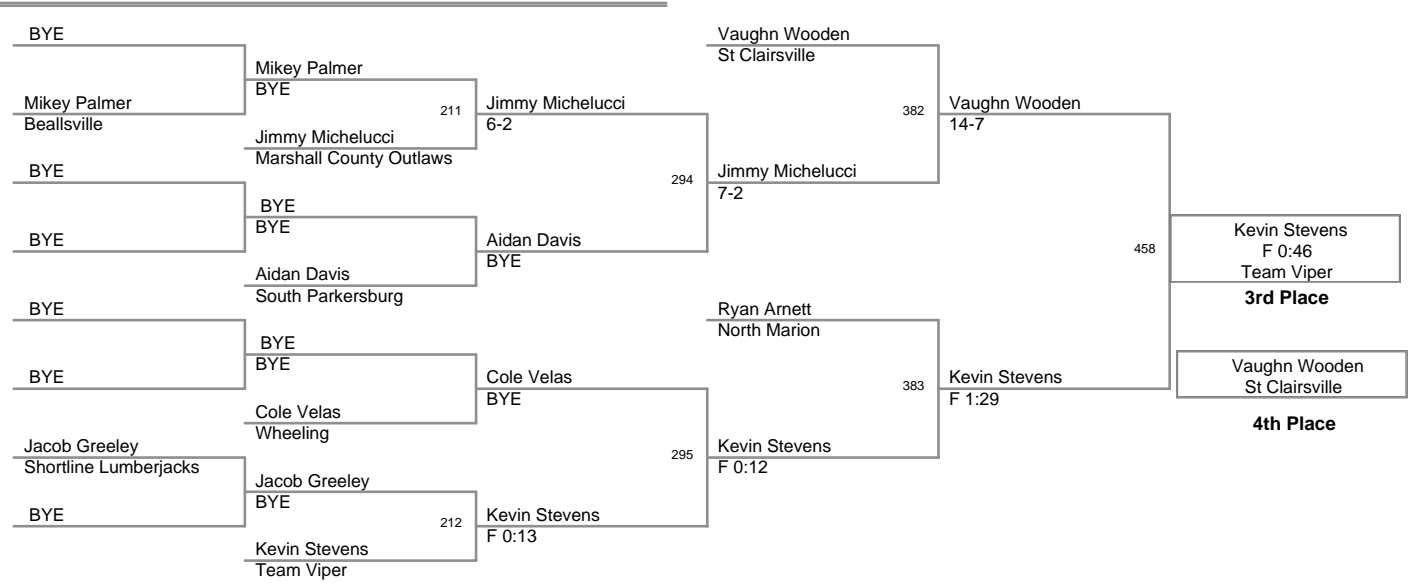 BYE
Mikey Palmer
Beallsville
BYE
BYE
BYE
BYE
Jacob Greeley
Shortline Lumberjacks
BYE
Mikey Palmer
BYE
211
Jimmy Michelucci
Marshall County Outlaws
BYE
BYE
Aidan Davis
South Parkersburg
BYE
BYE
Cole Velas
Wheeling
Jacob Greeley
BYE
212
Kevin Stevens
Team Viper
Jimmy Michelucci
6-2
294
Aidan Davis
BYE
Cole Velas
BYE
295
Kevin Stevens
F 0:13
Vaughn Wooden
St Clairsville
382
Jimmy Michelucci
7-2
Ryan Arnett
North Marion
383
Kevin Stevens
F 0:12
Vaughn Wooden
14-7
458
Kevin Stevens
F 1:29
Kevin Stevens
F 0:46
Team Viper
3rd Place
Vaughn Wooden
St Clairsville
4th Place